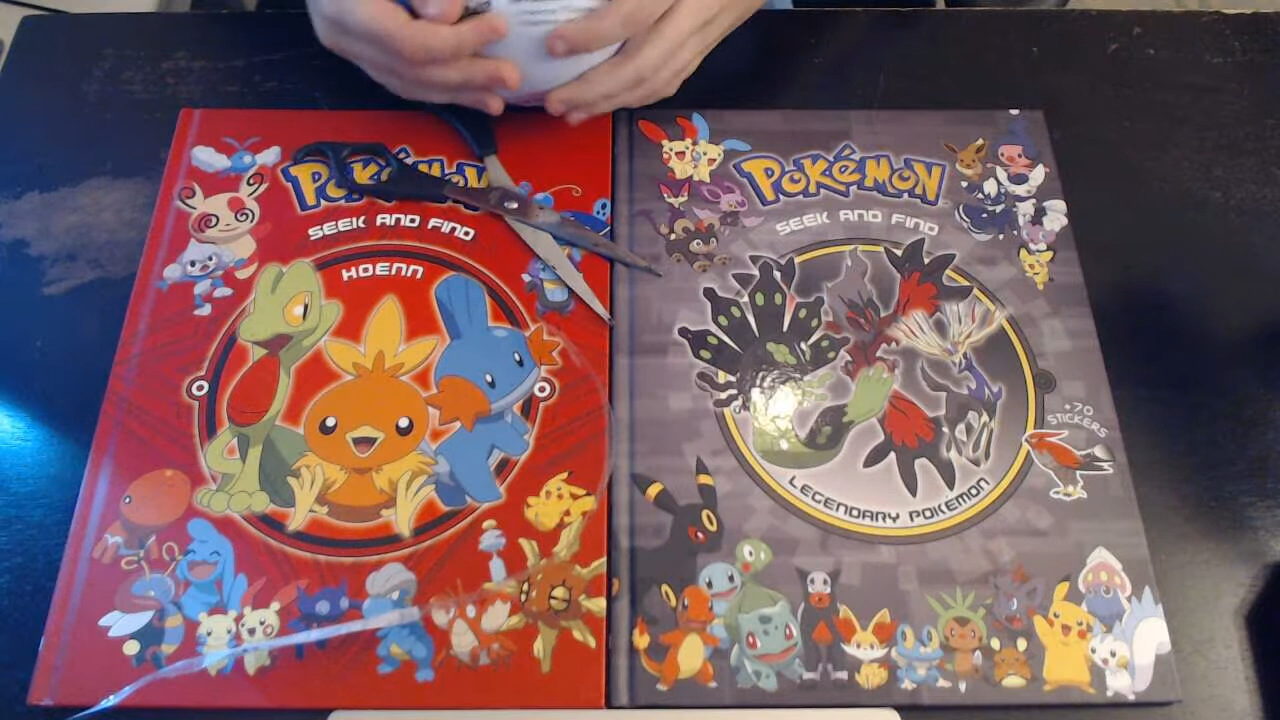 POKéMON
SEEK AND FIND
HOENN
POKéMON
SEEK AND FIND
+70
STICKERS
LEGENDARY POKéMON